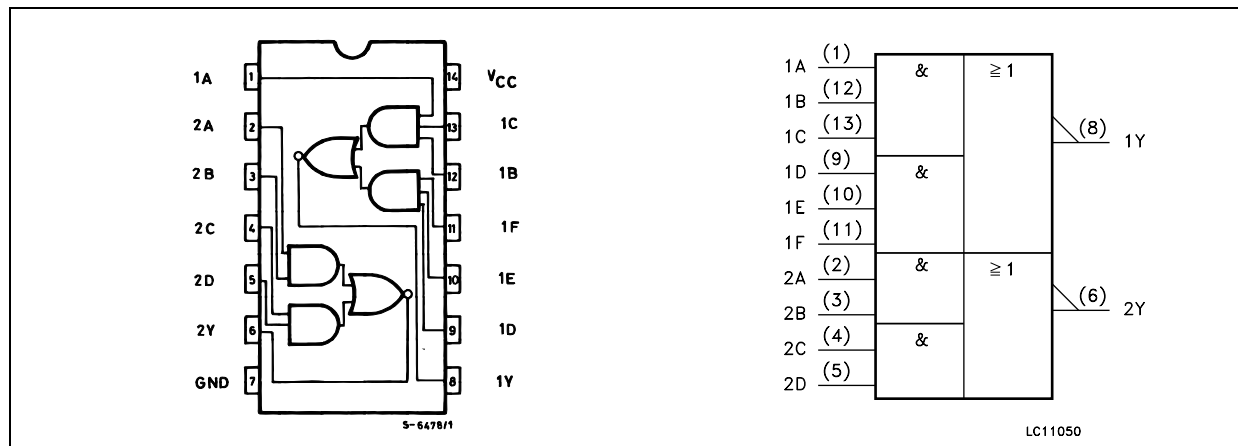 1A 1 14 VCC
2A 2 13 1C
2B 3 12 1B
2C 4 11 1F
2D 5 10 1E
2Y 6 9 1D
GND 7 8 1Y
S-6478/1
1A (1) & ≧1
1B (12)
1C (13) (8) 1Y
1D (9) &
1E (10)
1F (11)
2A (2) & ≧1
2B (3) (6) 2Y
2C (4) &
2D (5)
LC11050